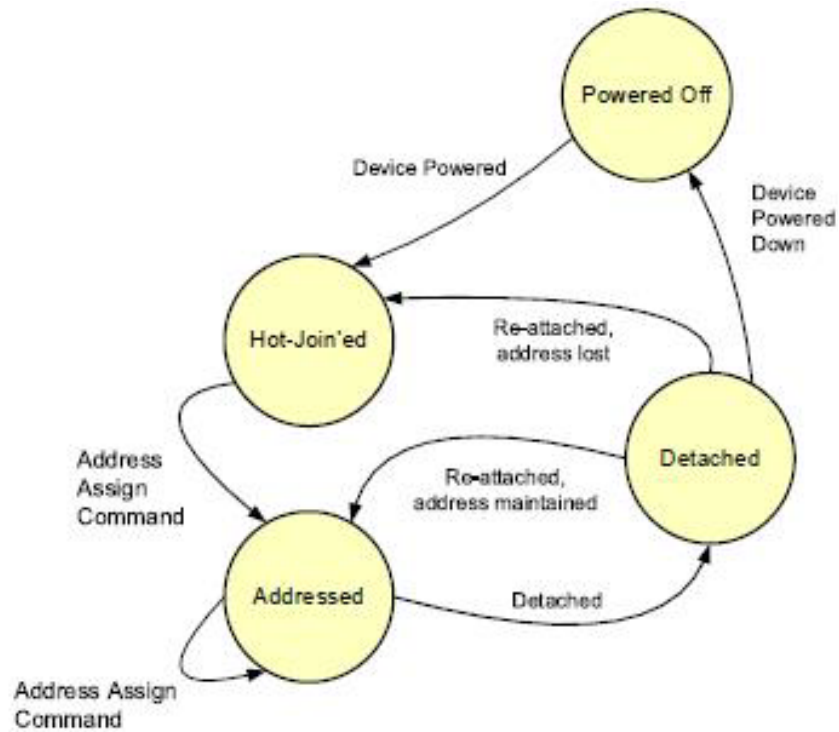 Powered Off
Device Powered
Device
Powered
Down
Hot-Join'ed
Re-attached,
address lost
Address
Assign
Command
Re-attached,
address maintained
Detached
Addressed
Detached
Address Assign
Command